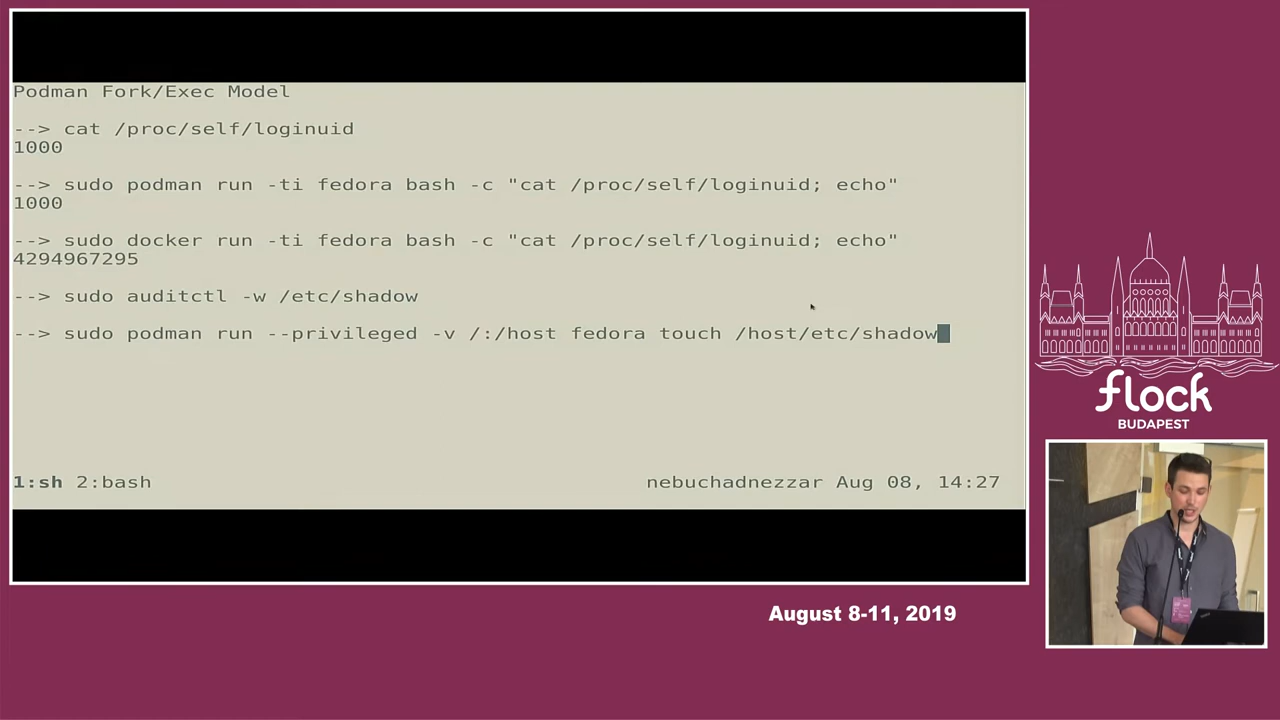 Podman Fork/Exec Model
--> cat /proc/self/loginuid
1000
--> sudo podman run -ti fedora bash -c "cat /proc/self/loginuid; echo"
1000
--> sudo docker run -ti fedora bash -c "cat /proc/self/loginuid; echo"
4294967295
--> sudo auditctl -w /etc/shadow
--> sudo podman run --privileged -v /:/host fedora touch /host/etc/shadow
1:sh 2:bash nebuchadnezzar Aug 08, 14:27
flock
BUDAPEST
August 8-11, 2019